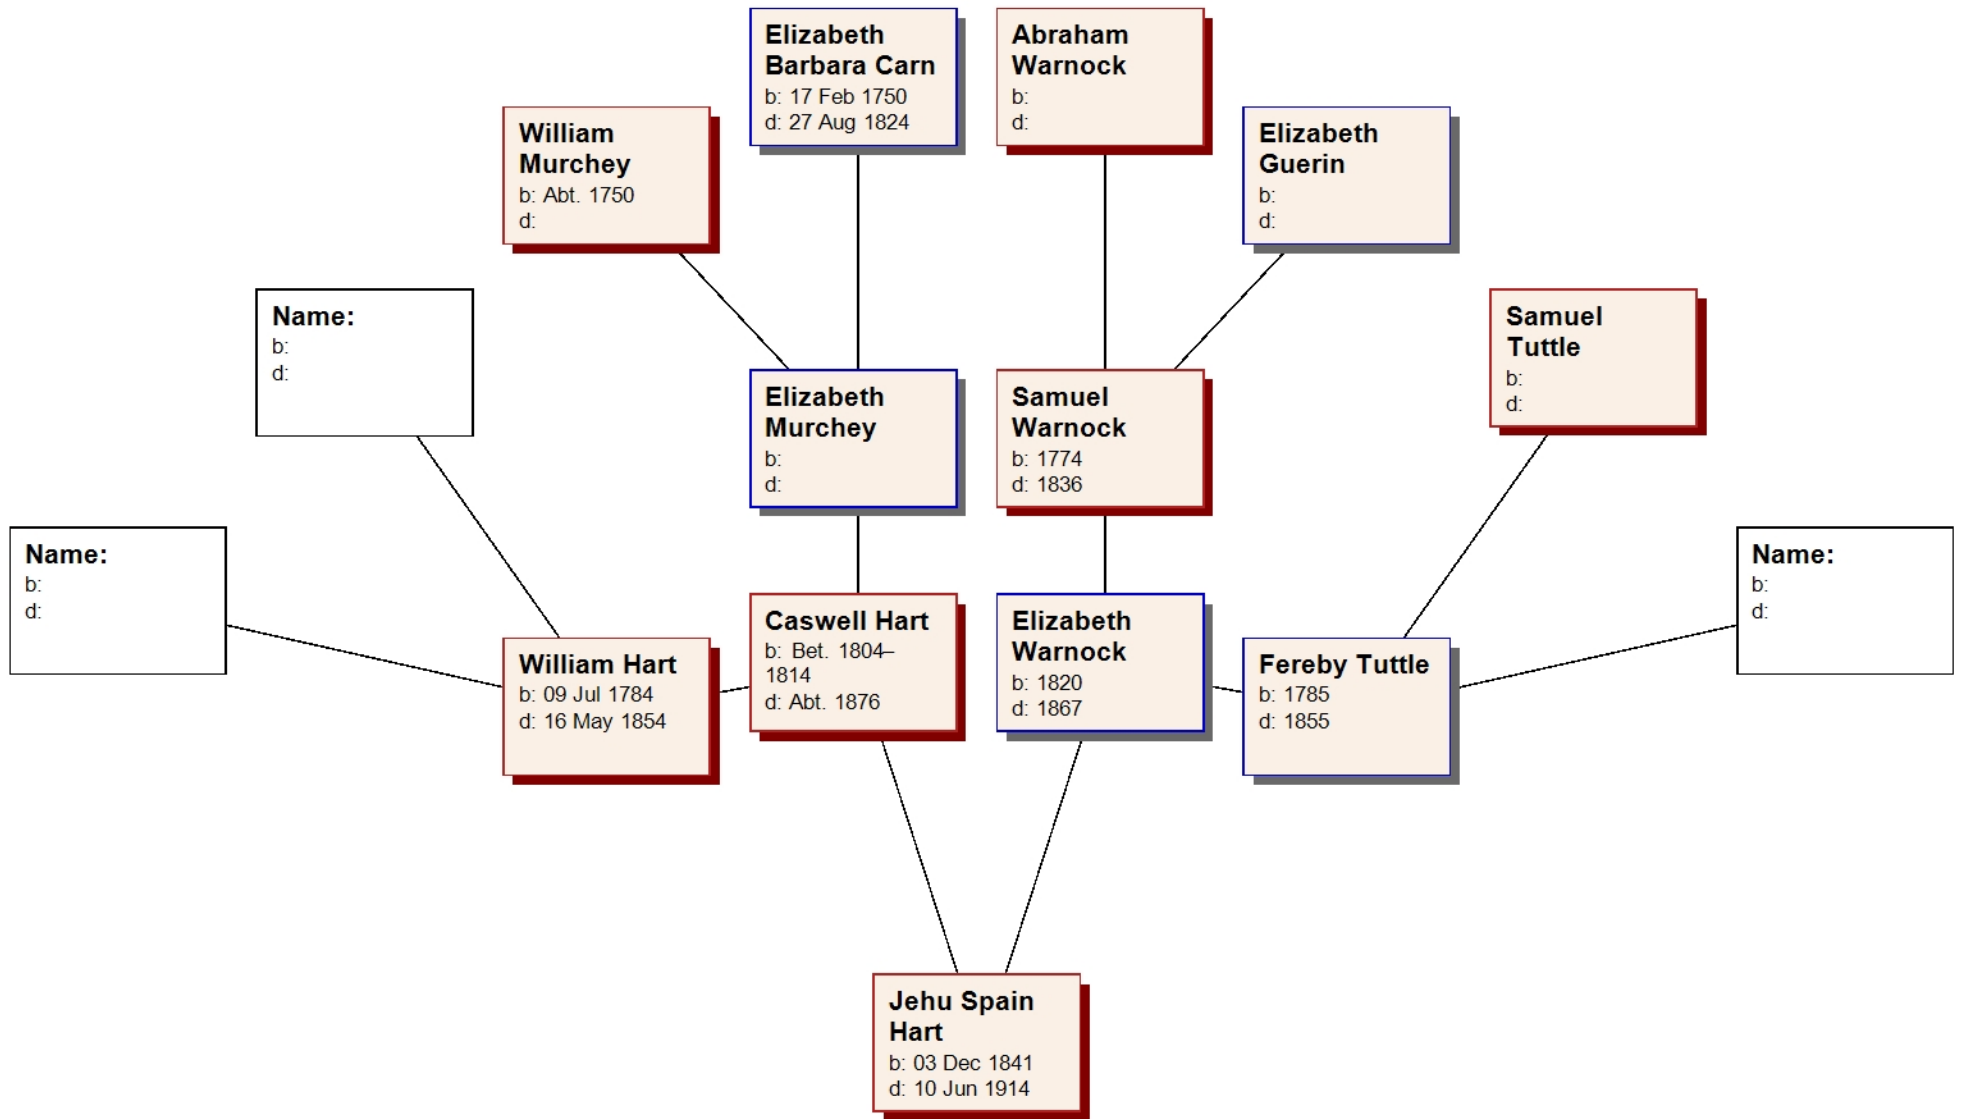 Elizabeth
Barbara Carn
b: 17 Feb 1750
d: 27 Aug 1824
Abraham
Warnock
b:
d:
William
Murchey
b: Abt. 1750
d:
Elizabeth
Guerin
b:
d:
Name:
b:
d:
Samuel
Tuttle
b:
d:
Elizabeth
Murchey
b:
d:
Samuel
Warnock
b: 1774
d: 1836
Name:
b:
d:
Name:
b:
d:
William Hart
b: 09 Jul 1784
d: 16 May 1854
Caswell Hart
b: Bet. 1804–
1814
d: Abt. 1876
Elizabeth
Warnock
b: 1820
d: 1867
Fereby Tuttle
b: 1785
d: 1855
Jehu Spain
Hart
b: 03 Dec 1841
d: 10 Jun 1914